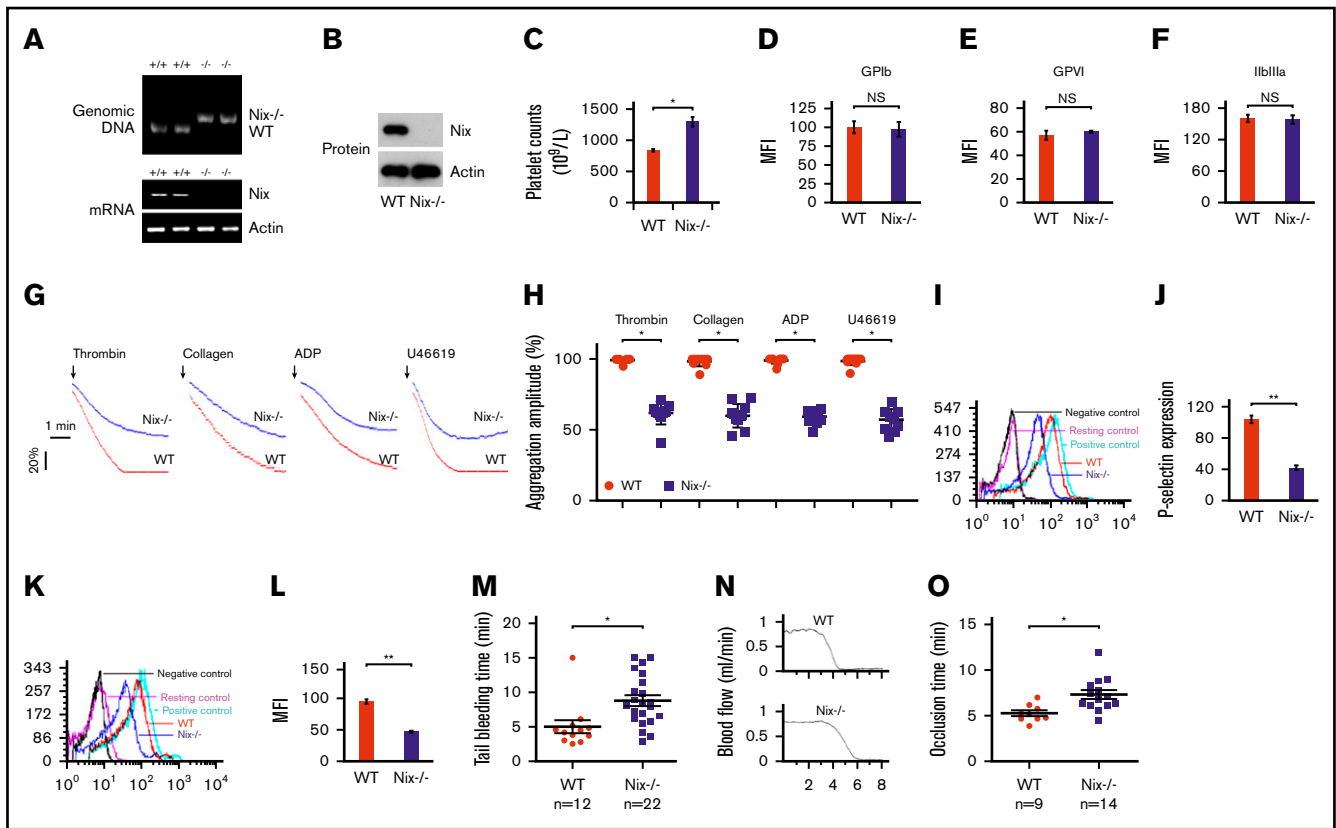 A
+/+ +/+ -/- -/-
Genomic
DNA
Nix-/-
WT
+/+ +/+ -/- -/-
mRNA
Nix
Actin
B
Protein
Nix
Actin
WT Nix-/-
C
Platelet counts
(10⁹/L)
1500
1000
500
0
*
WT Nix-/-
D
GPIb
MFI
125
100
75
50
25
0
NS
WT Nix-/-
E
GPVI
MFI
80
60
40
20
0
NS
WT Nix-/-
F
IIbIIIa
MFI
180
120
60
0
NS
WT Nix-/-
G
Thrombin
Collagen
ADP
U46619
Nix-/-
Nix-/-
Nix-/-
Nix-/-
WT
WT
WT
WT
1 min
20%
H
Aggregation amplitude (%)
Thrombin Collagen ADP U46619
* * * *
100
50
0
WT Nix-/-
I
547
410
274
137
0
Negative control
Resting control
Positive control
WT
Nix-/-
10⁰ 10¹ 10² 10³ 10⁴
J
P-selectin expression
120
80
40
0
**
WT Nix-/-
K
343
257
172
86
0
Negative control
Resting control
Positive control
WT
Nix-/-
10⁰ 10¹ 10² 10³ 10⁴
L
MFI
150
100
50
0
**
WT Nix-/-
M
Tail bleeding time (min)
20
15
10
5
0
*
WT Nix-/-
n=12 n=22
N
Blood flow (ml/min)
WT
1
0.5
0
Nix-/-
1
0.5
0
2 4 6 8
O
Occlusion time (min)
15
10
5
0
*
WT Nix-/-
n=9 n=14